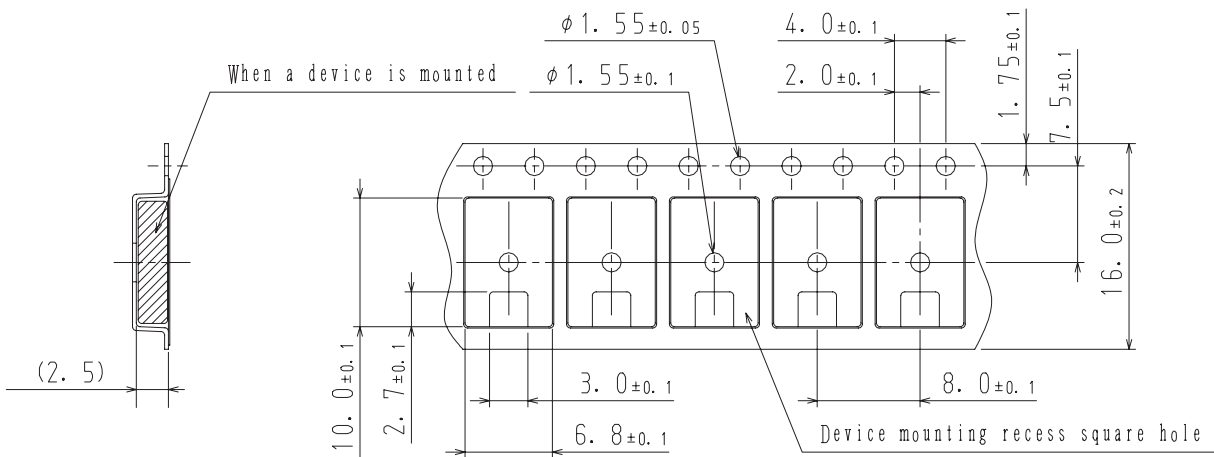 φ1.55±0.05
4.0±0.1
When a device is mounted
φ1.55±0.1
2.0±0.1
1.75±0.1
7.5±0.1
16.0±0.2
(2.5)
10.0±0.1
2.7±0.1
3.0±0.1
8.0±0.1
6.8±0.1
Device mounting recess square hole